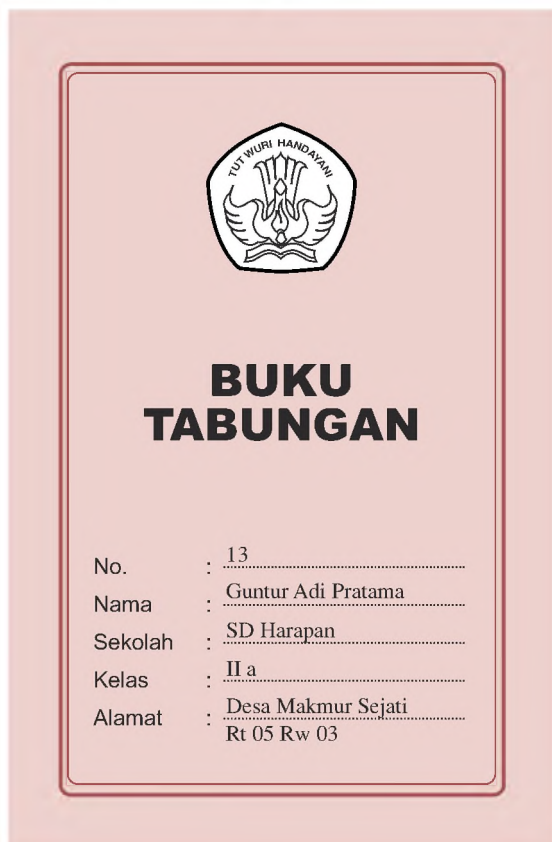 TUT WURI HANDAYANI
BUKU
TABUNGAN
No. : 13
Nama : Guntur Adi Pratama
Sekolah : SD Harapan
Kelas : II a
Alamat : Desa Makmur Sejati
Rt 05 Rw 03